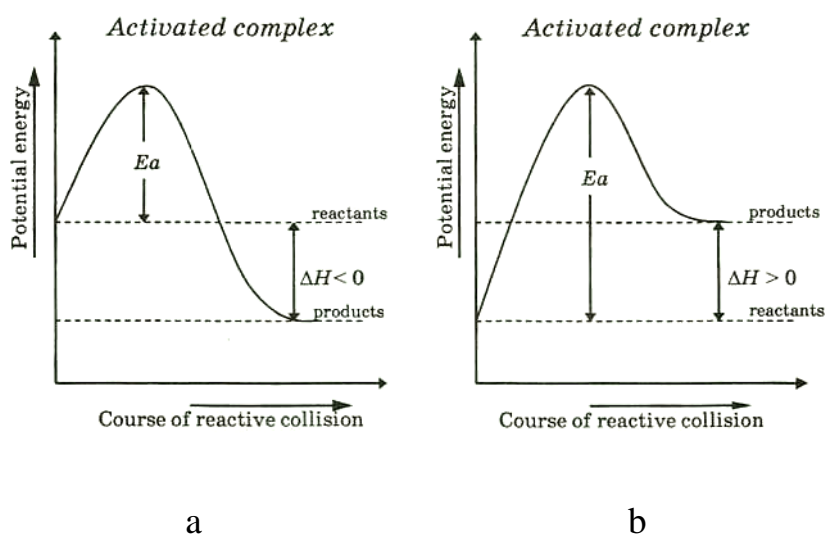 Activated complex
Potential energy
Ea
reactants
ΔH < 0
products
Course of reactive collision
a
Activated complex
Potential energy
Ea
products
ΔH > 0
reactants
Course of reactive collision
b